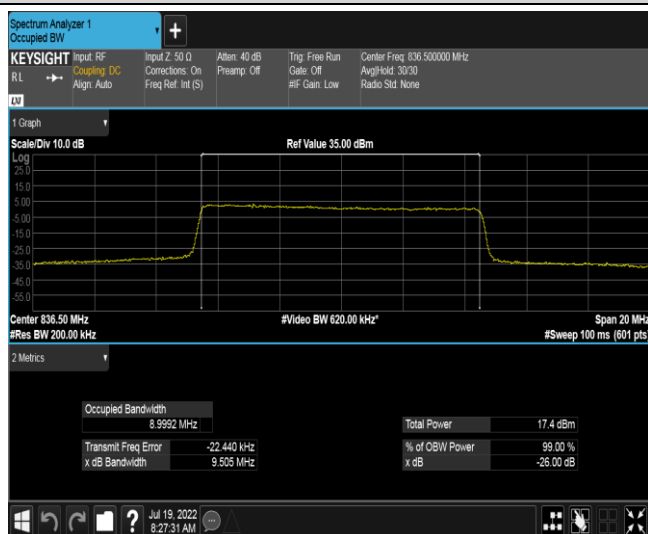 Spectrum Analyzer 1
Occupied BW
KEYSIGHT
R L
LXI
Input: RF
Coupling: DC
Align: Auto
Input Z: 50 Ω
Corrections: On
Freq Ref: Int (S)
Atten: 40 dB
Preamp: Off
Trig: Free Run
Gate: Off
#IF Gain: Low
Center Freq: 836.500000 MHz
Avg|Hold: 30/30
Radio Std: None
1 Graph
Scale/Div 10.0 dB
Ref Value 35.00 dBm
Log
25.0
15.0
5.00
-5.00
-15.0
-25.0
-35.0
-45.0
-55.0
Center 836.50 MHz
#Video BW 620.00 kHz*
Span 20 MHz
#Res BW 200.00 kHz
#Sweep 100 ms (601 pts)
2 Metrics
Occupied Bandwidth
8.9992 MHz
Total Power 17.4 dBm
Transmit Freq Error -22.440 kHz
% of OBW Power 99.00 %
x dB Bandwidth 9.505 MHz
x dB -26.00 dB
?
Jul 19, 2022
8:27:31 AM